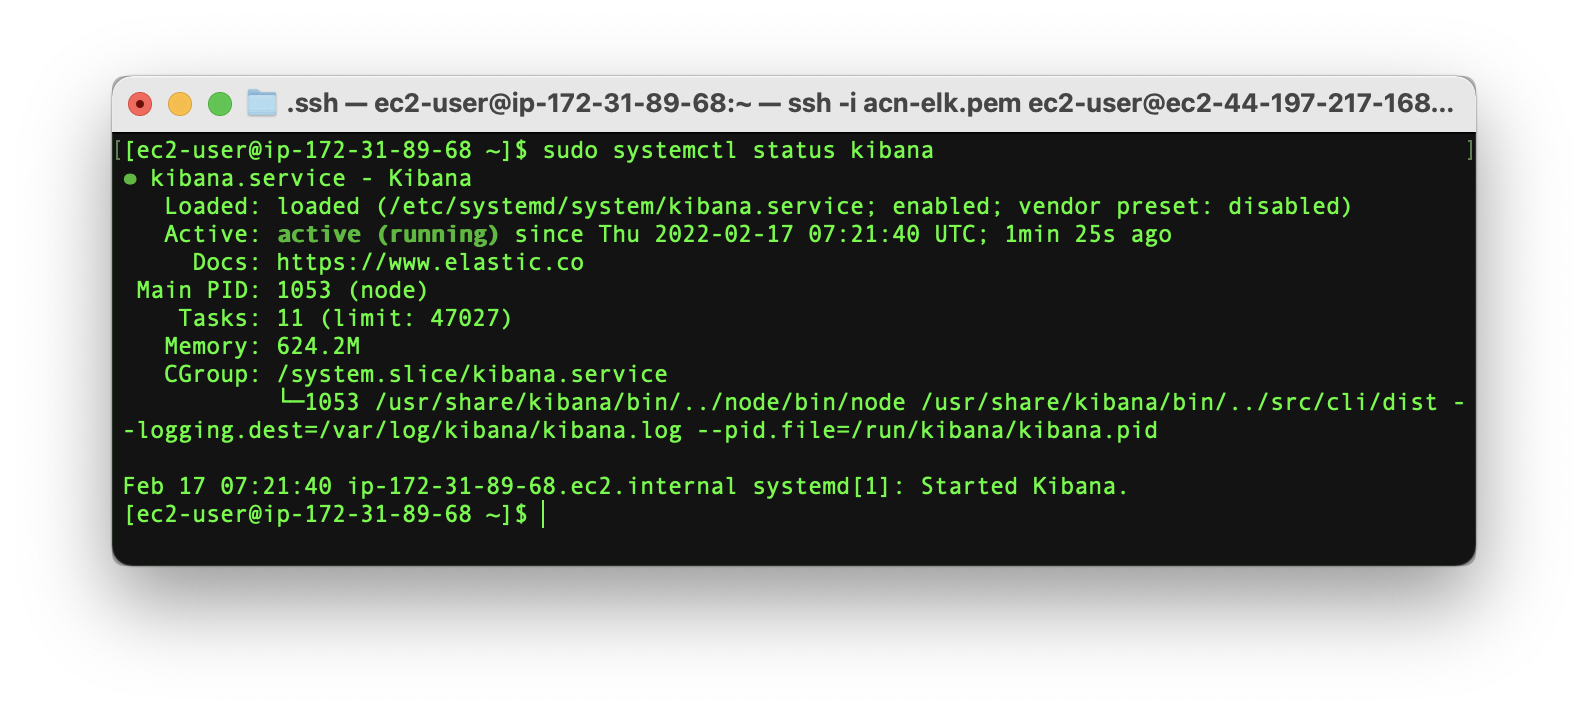 .ssh — ec2-user@ip-172-31-89-68:~ — ssh -i acn-elk.pem ec2-user@ec2-44-197-217-168...
[[ec2-user@ip-172-31-89-68 ~]$ sudo systemctl status kibana ]
● kibana.service - Kibana
   Loaded: loaded (/etc/systemd/system/kibana.service; enabled; vendor preset: disabled)
   Active: active (running) since Thu 2022-02-17 07:21:40 UTC; 1min 25s ago
     Docs: https://www.elastic.co
 Main PID: 1053 (node)
    Tasks: 11 (limit: 47027)
   Memory: 624.2M
   CGroup: /system.slice/kibana.service
           └─1053 /usr/share/kibana/bin/../node/bin/node /usr/share/kibana/bin/../src/cli/dist -
-logging.dest=/var/log/kibana/kibana.log --pid.file=/run/kibana/kibana.pid

Feb 17 07:21:40 ip-172-31-89-68.ec2.internal systemd[1]: Started Kibana.
[ec2-user@ip-172-31-89-68 ~]$